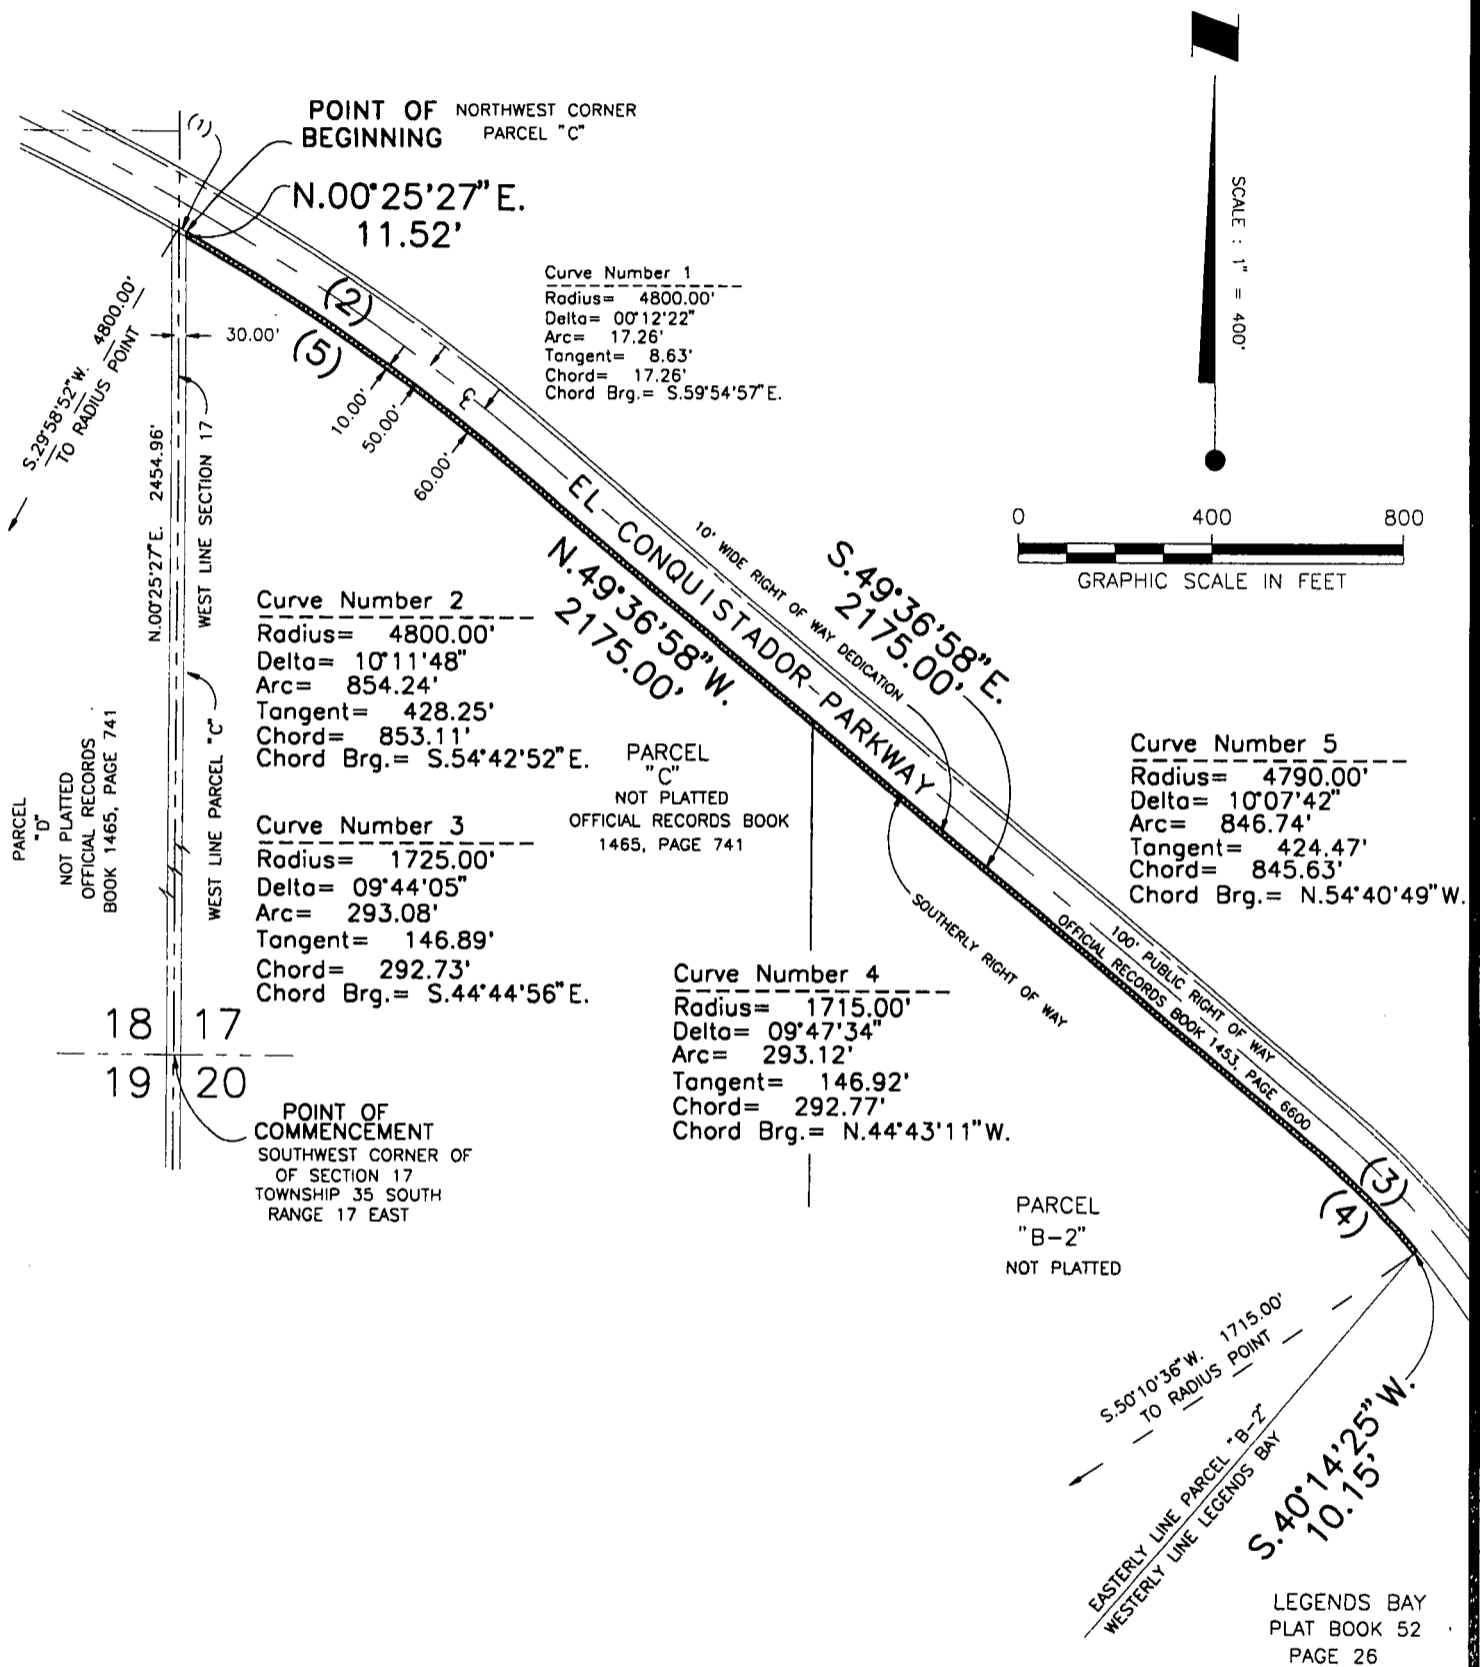 POINT OF BEGINNING
NORTHWEST CORNER
PARCEL "C"
(1)
N.00°25'27"E.
11.52'
SCALE : 1" = 400'
Curve Number 1
Radius= 4800.00'
Delta= 00°12'22"
Arc= 17.26'
Tangent= 8.63'
Chord= 17.26'
Chord Brg.= S.59°54'57"E.
(2)
(5)
30.00'
S.29°58'52"W. 4800.00'
TO RADIUS POINT
10.00'
50.00'
60.00'
N.00°25'27"E. 2454.96'
WEST LINE SECTION 17
WEST LINE PARCEL "C"
EL CONQUISTADOR PARKWAY
10' WIDE RIGHT OF WAY DEDICATION
N.49°36'58"W.
2175.00'
S.49°36'58"E.
2175.00'
0 400 800
GRAPHIC SCALE IN FEET
Curve Number 2
Radius= 4800.00'
Delta= 10°11'48"
Arc= 854.24'
Tangent= 428.25'
Chord= 853.11'
Chord Brg.= S.54°42'52"E.
PARCEL
"D"
NOT PLATTED
OFFICIAL RECORDS
BOOK 1465, PAGE 741
PARCEL
"C"
NOT PLATTED
OFFICIAL RECORDS BOOK
1465, PAGE 741
Curve Number 3
Radius= 1725.00'
Delta= 09°44'05"
Arc= 293.08'
Tangent= 146.89'
Chord= 292.73'
Chord Brg.= S.44°44'56"E.
Curve Number 5
Radius= 4790.00'
Delta= 10°07'42"
Arc= 846.74'
Tangent= 424.47'
Chord= 845.63'
Chord Brg.= N.54°40'49"W.
SOUTHERLY RIGHT OF WAY
100' PUBLIC RIGHT OF WAY
OFFICIAL RECORDS BOOK 1453, PAGE 6600
Curve Number 4
Radius= 1715.00'
Delta= 09°47'34"
Arc= 293.12'
Tangent= 146.92'
Chord= 292.77'
Chord Brg.= N.44°43'11"W.
18 17
19 20
POINT OF
COMMENCEMENT
SOUTHWEST CORNER OF
OF SECTION 17
TOWNSHIP 35 SOUTH
RANGE 17 EAST
(3)
(4)
PARCEL
"B-2"
NOT PLATTED
S.50°10'36"W. 1715.00'
TO RADIUS POINT
EASTERLY LINE PARCEL "B-2"
WESTERLY LINE LEGENDS BAY
S.40°14'25"W.
10.15'
LEGENDS BAY
PLAT BOOK 52
PAGE 26